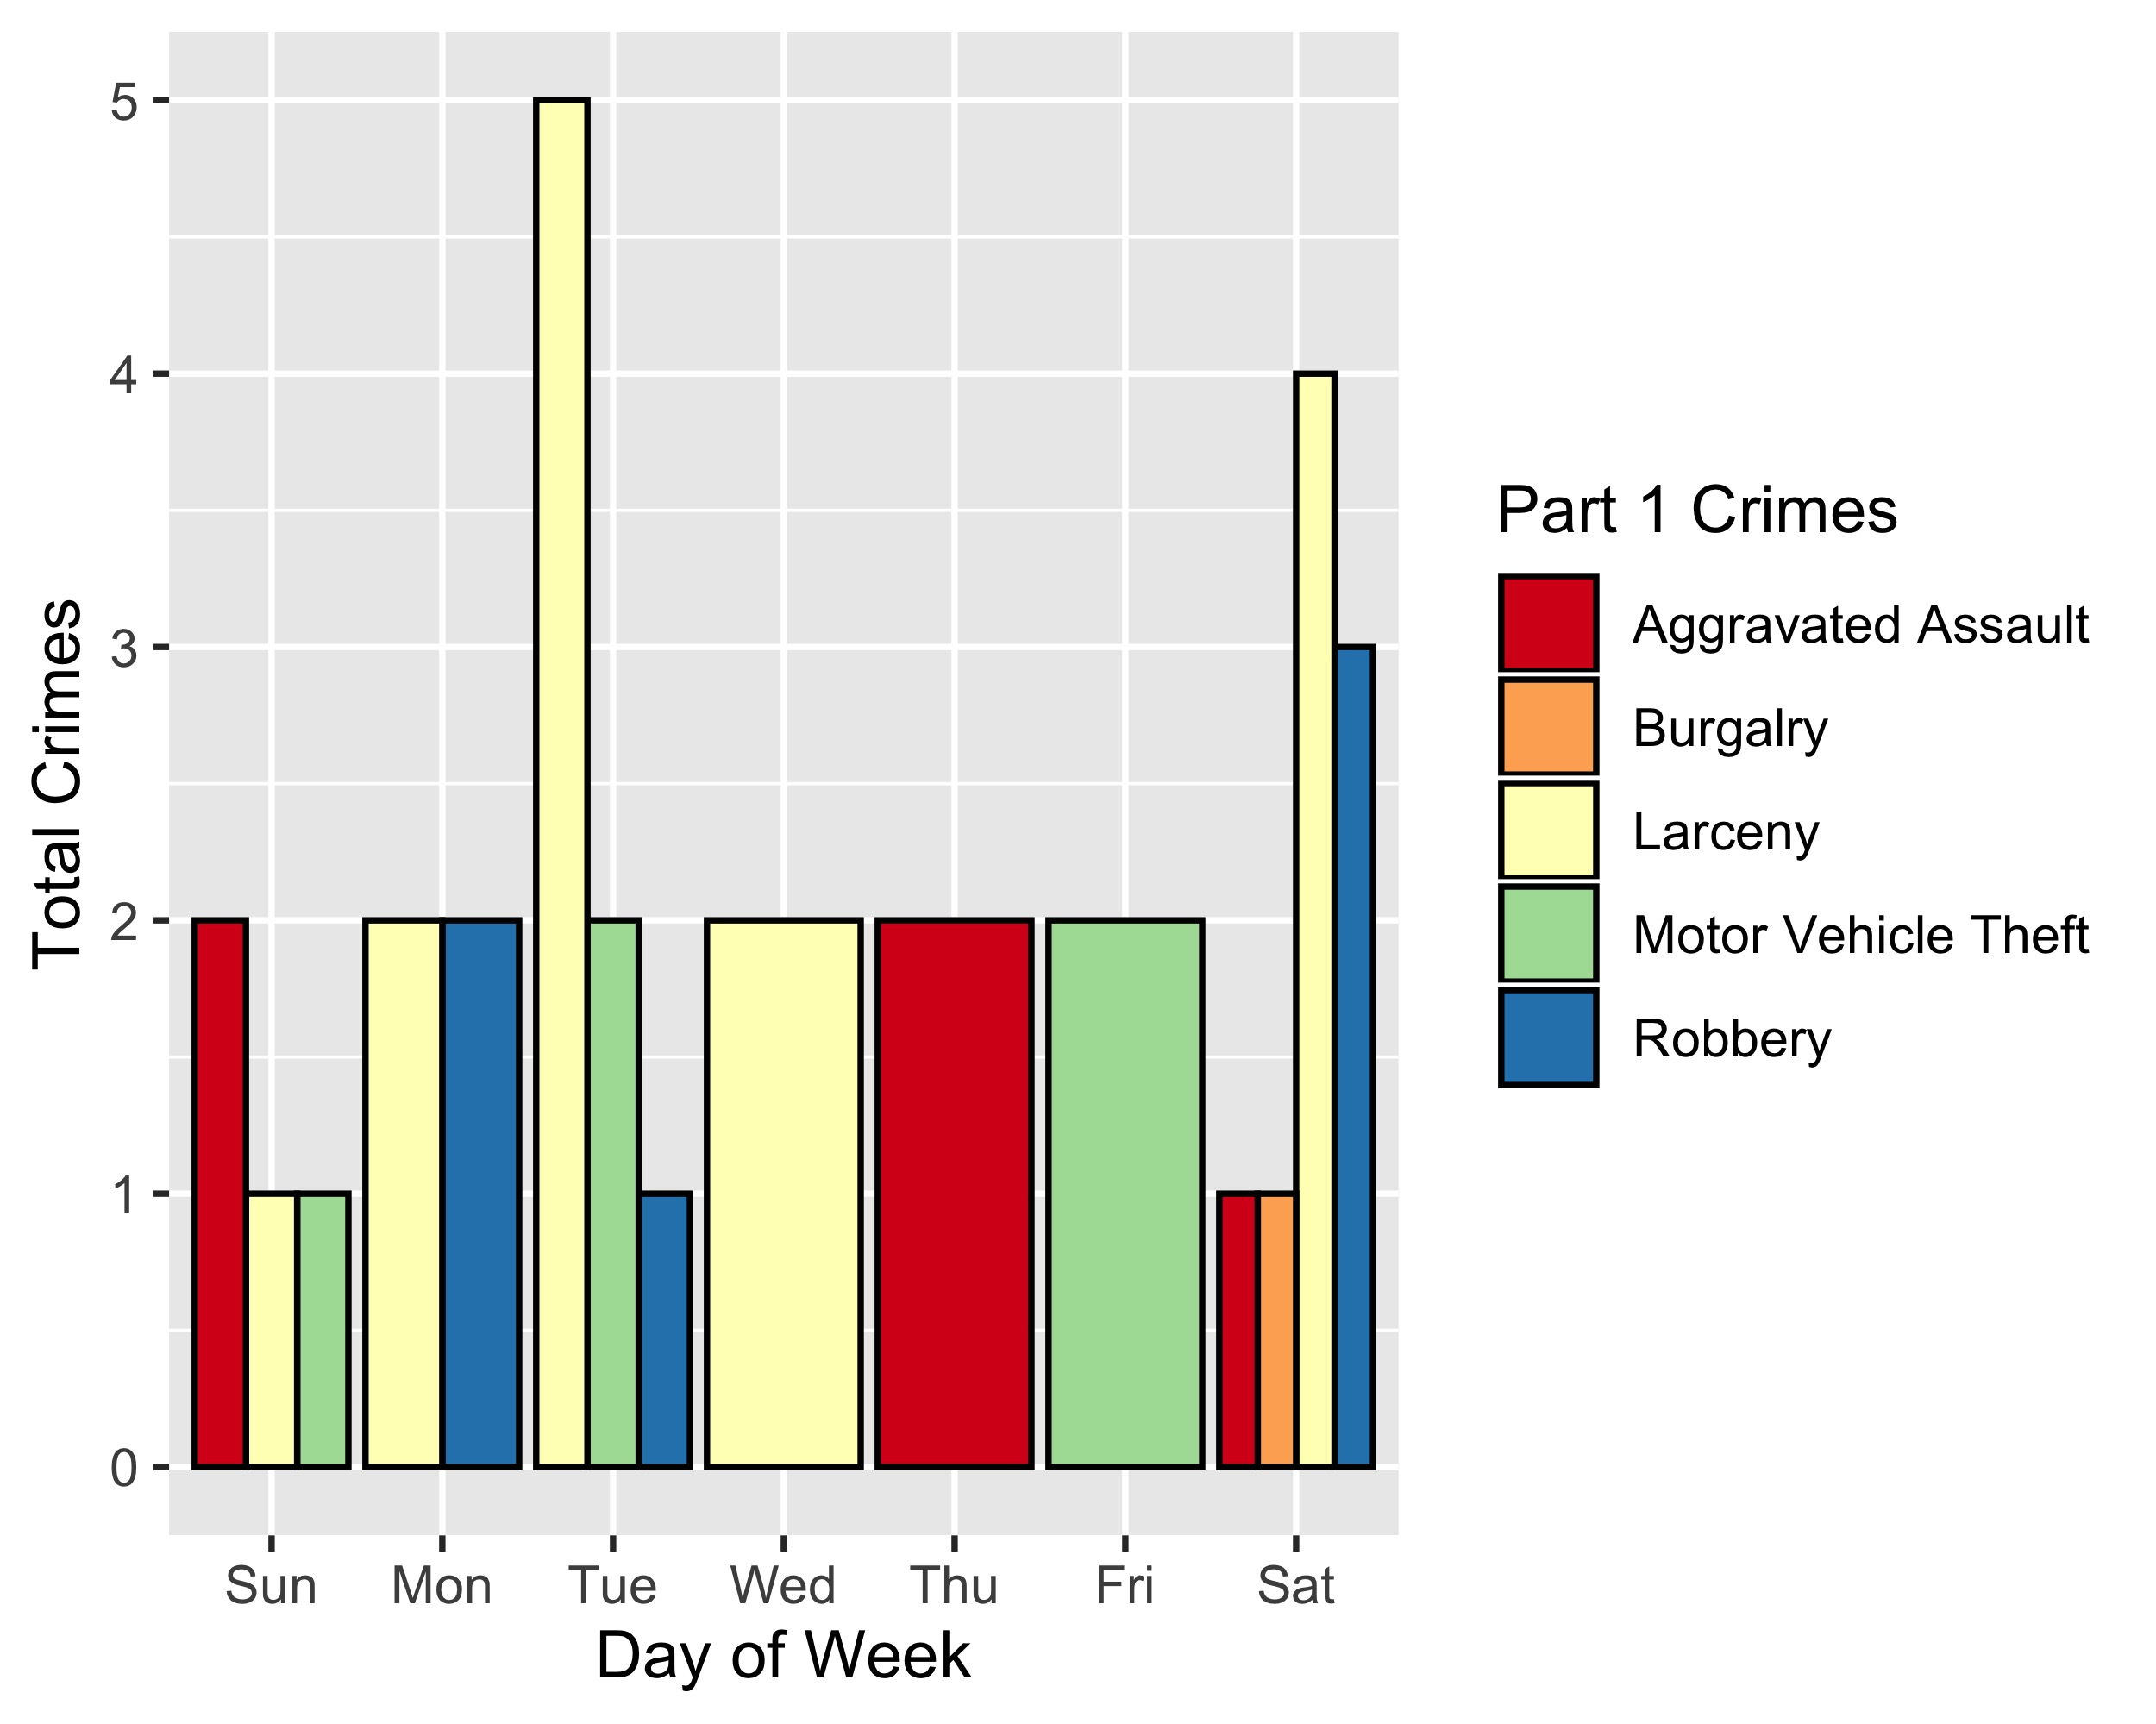 5
4
3
2
1
0
Total Crimes
Sun Mon Tue Wed Thu Fri Sat
Day of Week
Part 1 Crimes
Aggravated Assault
Burgalry
Larceny
Motor Vehicle Theft
Robbery